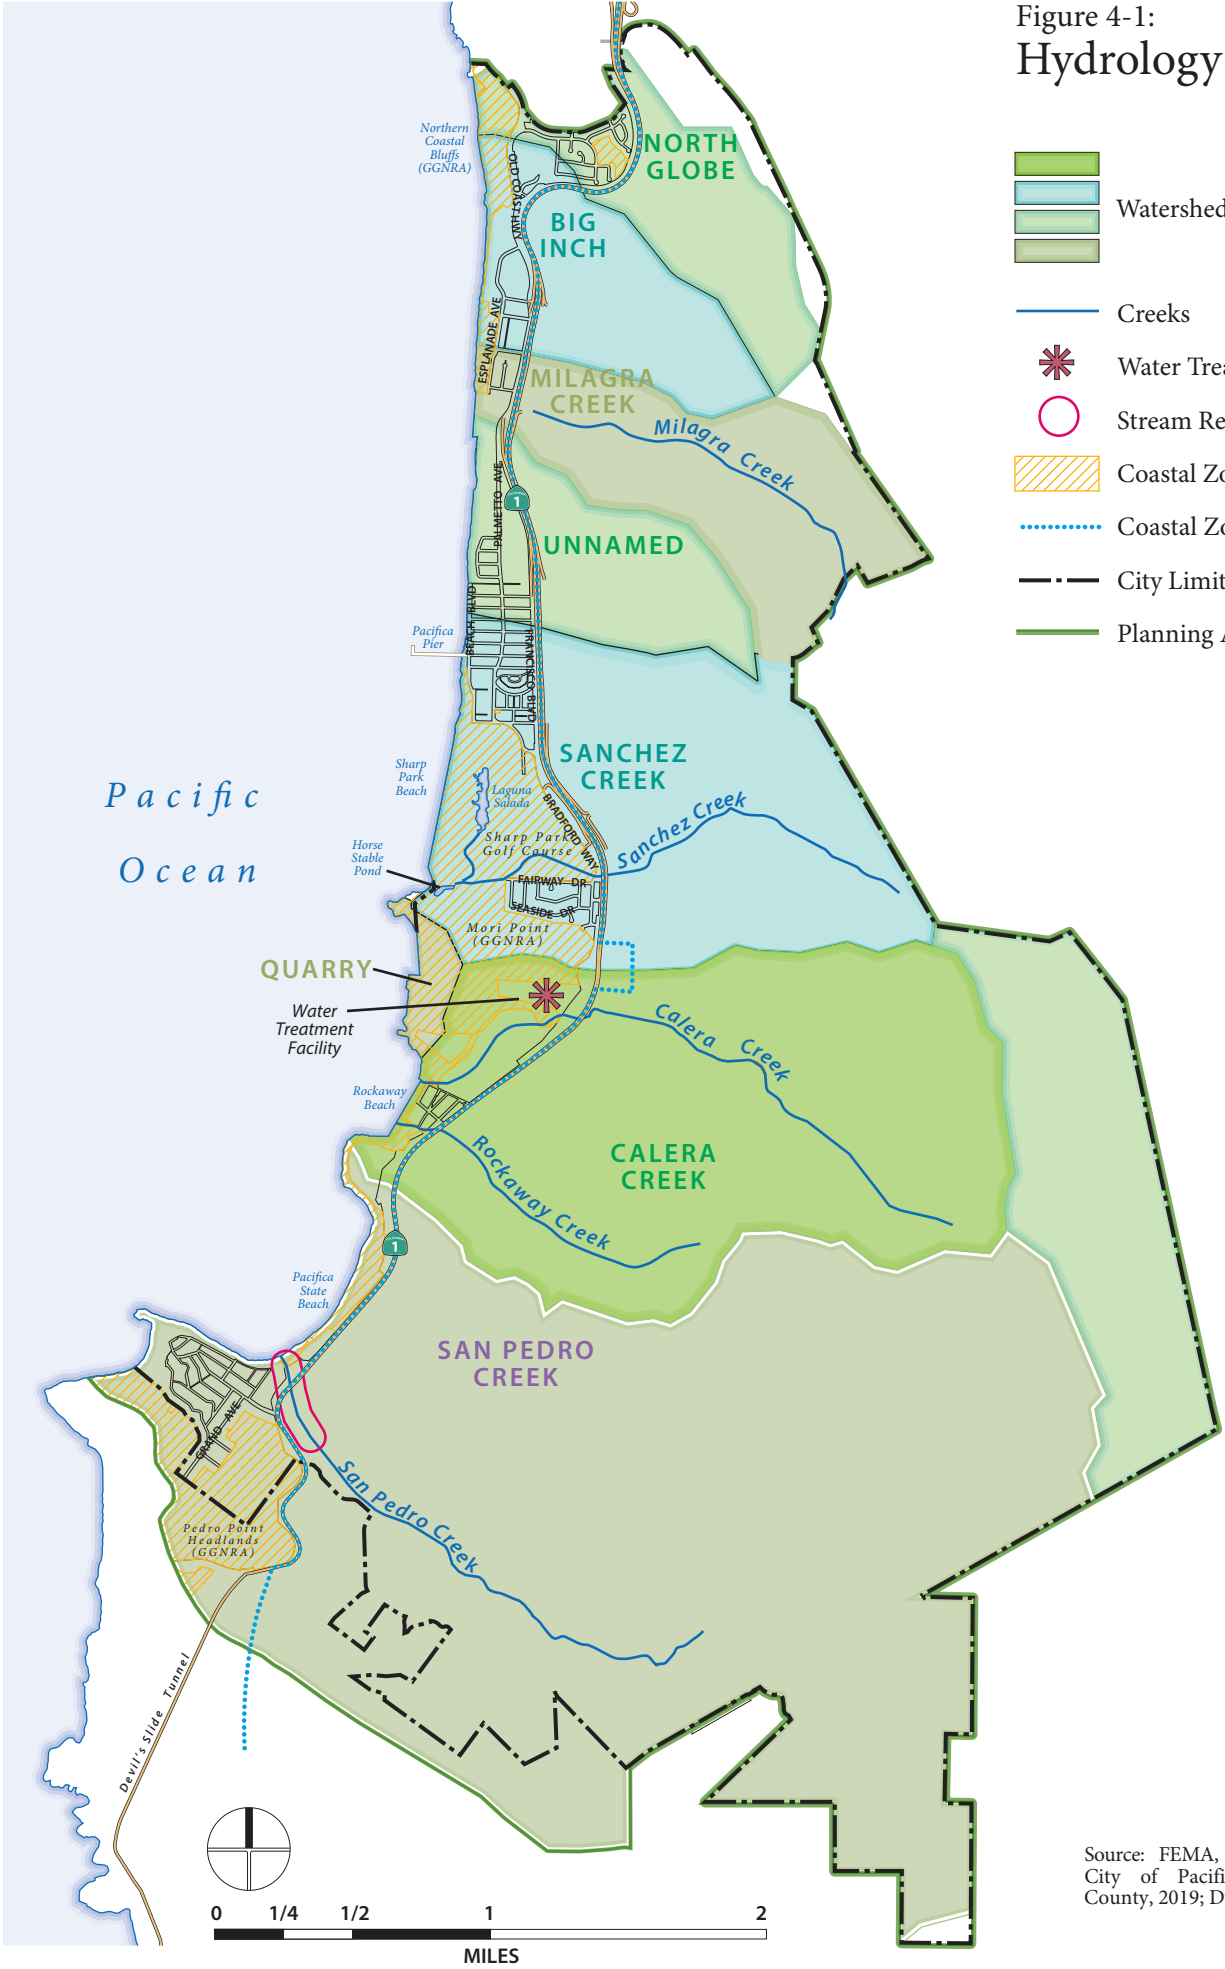 Figure 4-1:
Hydrology
Watershed
Creeks
Water Trea
Stream Re
Coastal Zo
Coastal Zo
City Limit
Planning A
Northern
Coastal
Bluffs
(GGNRA)
NORTH
GLOBE
OLD COAST HWY
BIG
INCH
ESPLANADE AVE
MILAGRA
CREEK
Milagra Creek
PALMETTO AVE
1
UNNAMED
BEACH BLVD
Pacifica
Pier
FRANCISCO BLVD
SANCHEZ
CREEK
Sharp
Park
Beach
Laguna
Salada
Pacific
Ocean
BRADFORD WAY
Sanchez Creek
Sharp Park
Golf Course
Horse
Stable
Pond
FAIRWAY DR
SEASIDE DR
Mori Point
(GGNRA)
QUARRY
Water
Treatment
Facility
Calera Creek
Rockaway
Beach
Rockaway Creek
CALERA
CREEK
1
Pacifica
State
Beach
SAN PEDRO
CREEK
GRAND AVE
San Pedro Creek
Pedro Point
Headlands
(GGNRA)
Devil's Slide Tunnel
0 1/4 1/2 1 2
MILES
Source: FEMA,
City of Pacifi
County, 2019; D